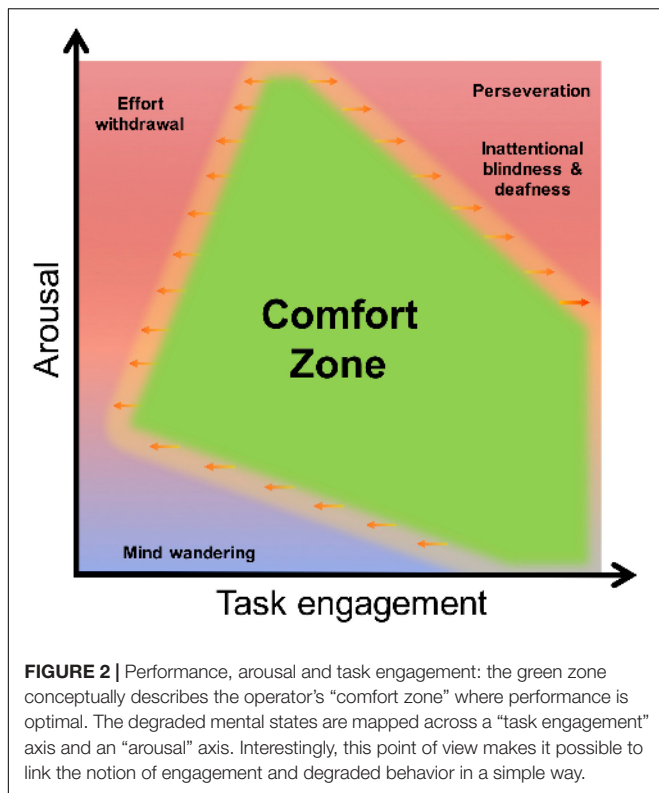 Effort
withdrawal
Perseveration
Inattentional
blindness &
deafness
Arousal
Comfort
Zone
Mind wandering
Task engagement
FIGURE 2 | Performance, arousal and task engagement: the green zone
conceptually describes the operator's “comfort zone” where performance is
optimal. The degraded mental states are mapped across a “task engagement”
axis and an “arousal” axis. Interestingly, this point of view makes it possible to
link the notion of engagement and degraded behavior in a simple way.